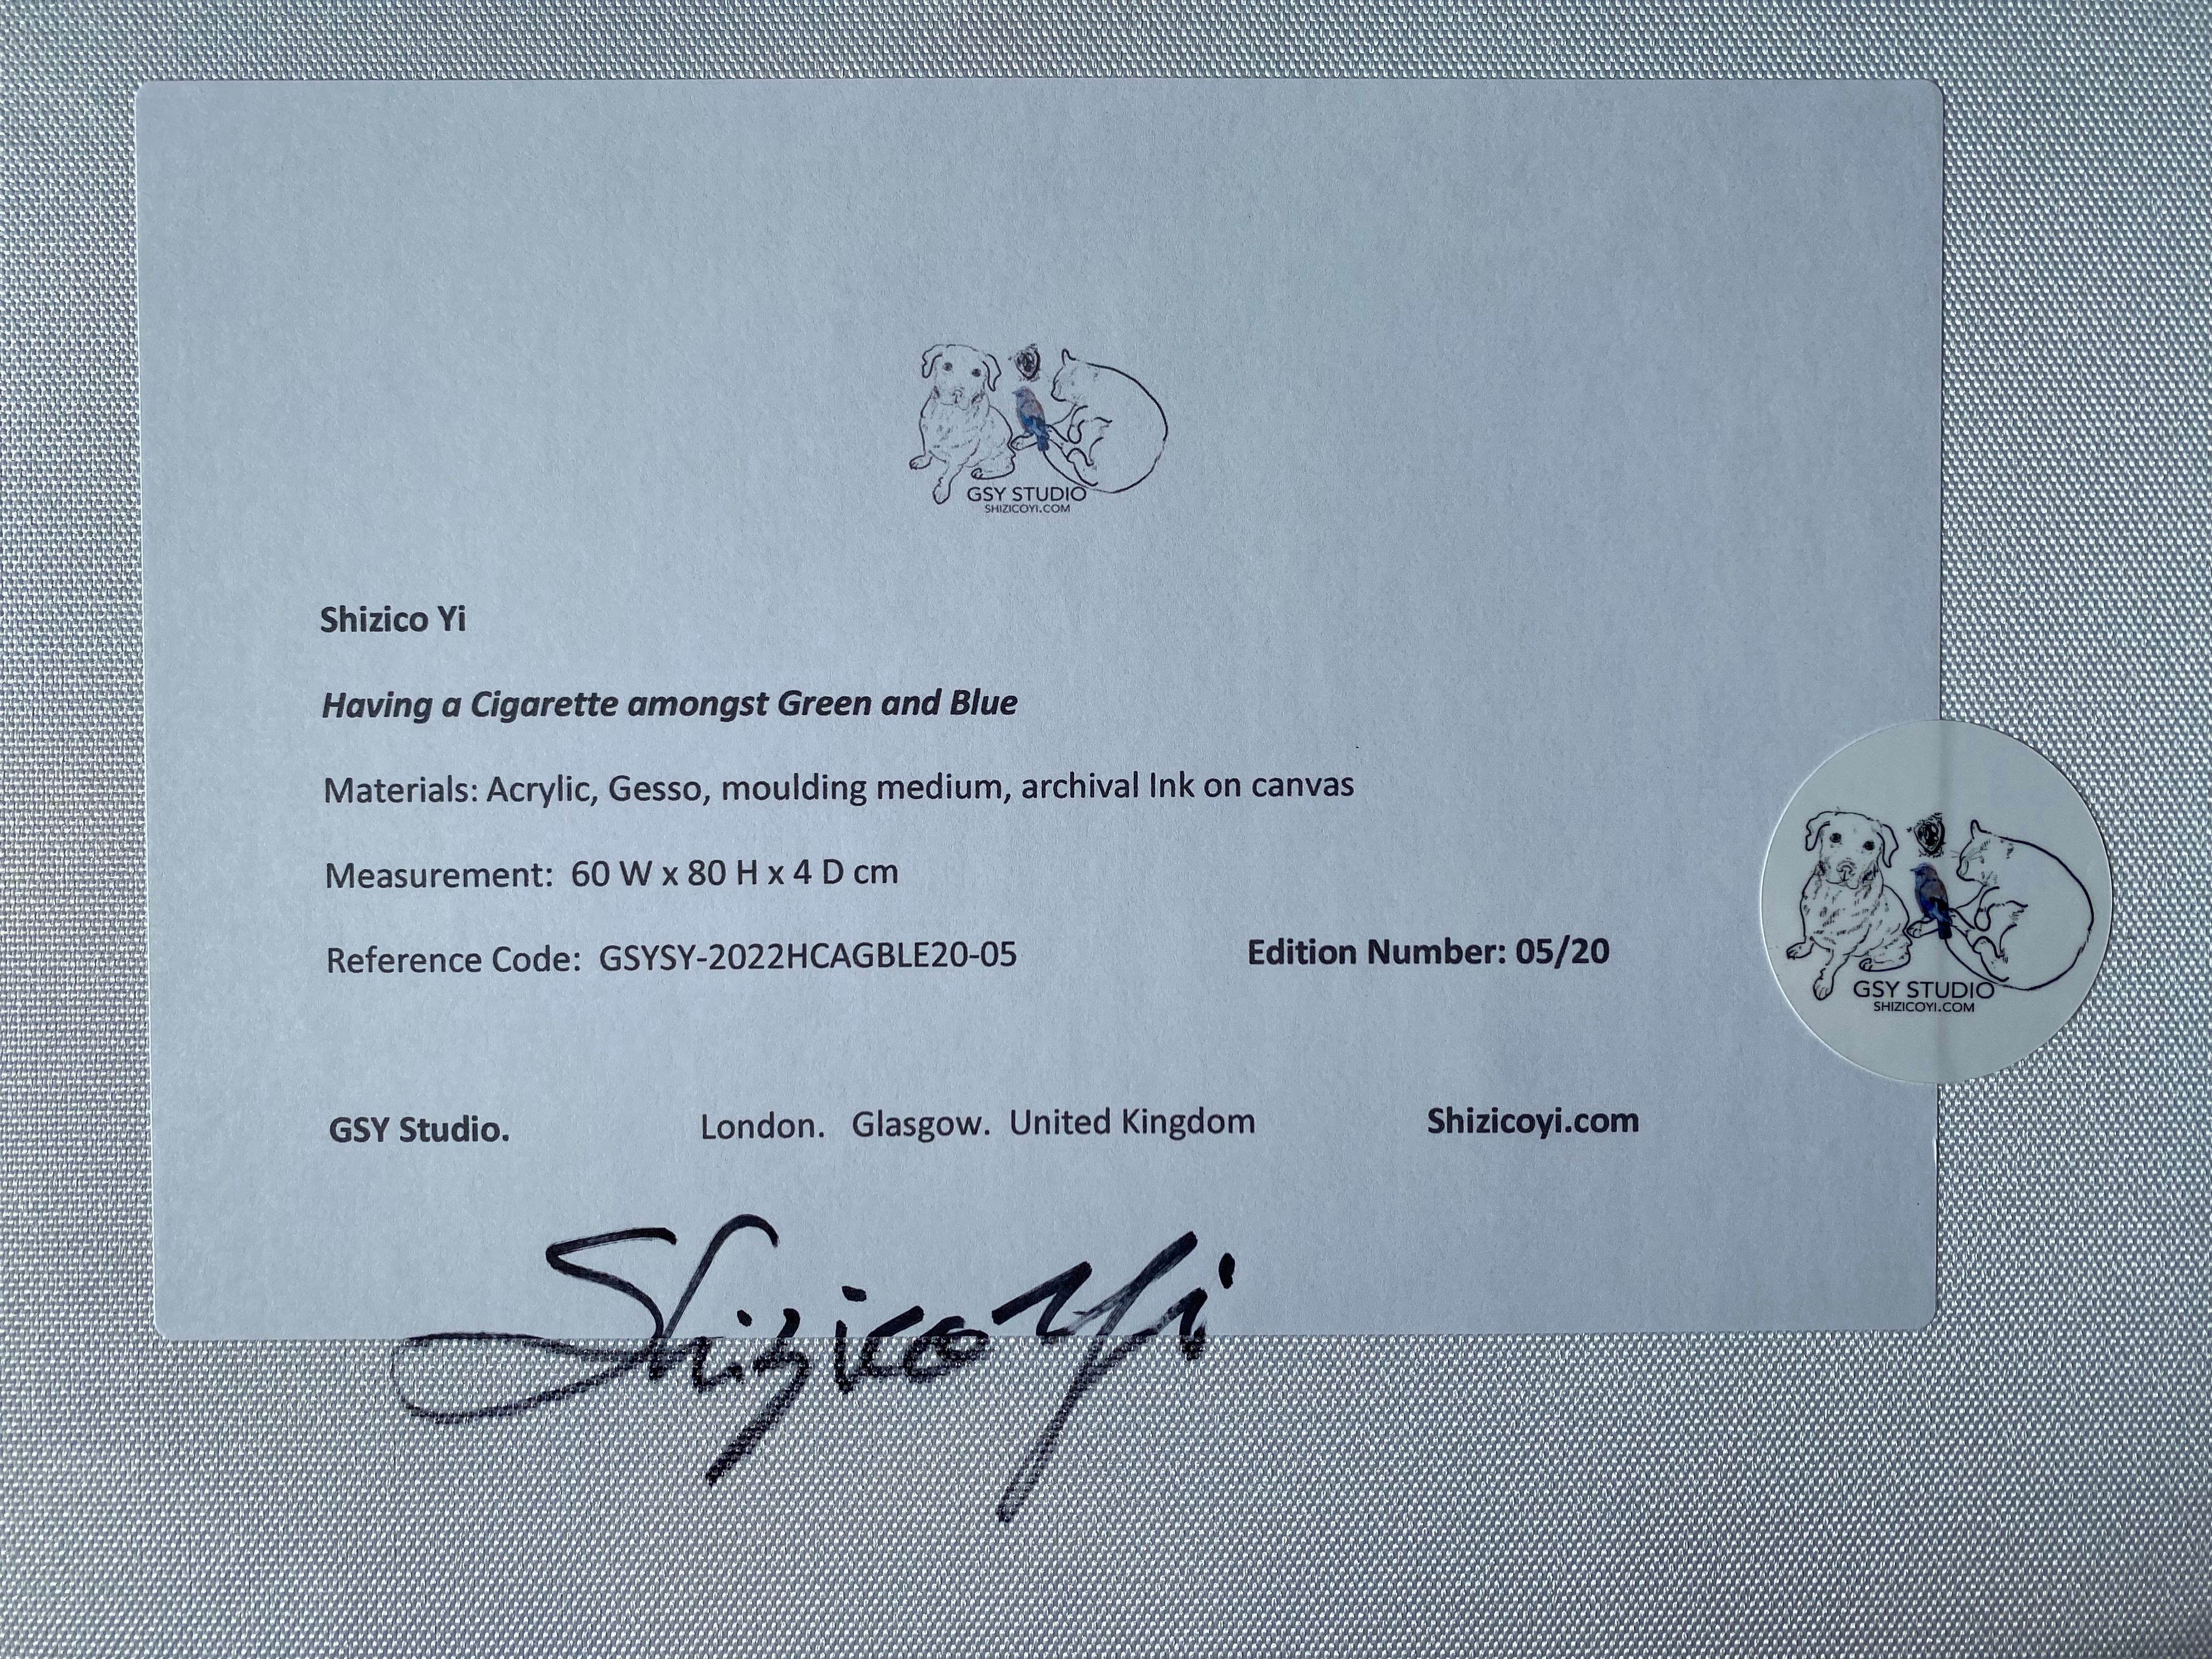 GSY STUDIO
SHIZICOYI.COM
Shizico Yi
Having a Cigarette amongst Green and Blue
Materials: Acrylic, Gesso, moulding medium, archival Ink on canvas
Measurement: 60 W x 80 H x 4 D cm
Reference Code: GSYSY-2022HCAGBLE20-05 Edition Number: 05/20
GSY STUDIO
SHIZICOYI.COM
GSY Studio. London. Glasgow. United Kingdom Shizicoyi.com
Shizico Yi